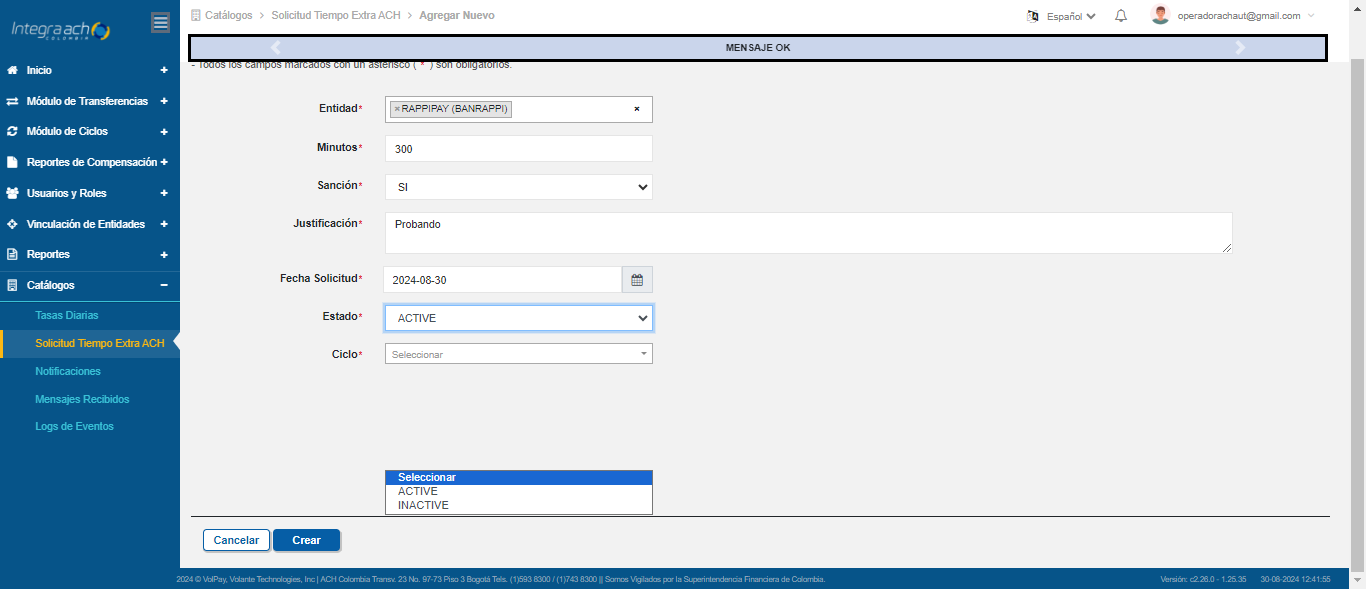 Integra ach
COLOMBIA
Catálogos > Solicitud Tiempo Extra ACH > Agregar Nuevo
Español
operadorachaut@gmail.com
MENSAJE OK
- Todos los campos marcados con un asterisco ( * ) son obligatorios.
Inicio +
Módulo de Transferencias +
Módulo de Ciclos +
Reportes de Compensación +
Usuarios y Roles +
Vinculación de Entidades +
Reportes +
Catálogos −
Tasas Diarias
Solicitud Tiempo Extra ACH
Notificaciones
Mensajes Recibidos
Logs de Eventos
Entidad* ×RAPPIPAY (BANRAPPI) ×
Minutos* 300
Sanción* SI
Justificación* Probando
Fecha Solicitud* 2024-08-30
Estado* ACTIVE
Ciclo* Seleccionar
Seleccionar
ACTIVE
INACTIVE
Cancelar Crear
2024 © VolPay, Volante Technologies, Inc | ACH Colombia Transv. 23 No. 97-73 Piso 3 Bogotá Tels. (1)593 8300 / (1)743 8300 || Somos Vigilados por la Superintendencia Financiera de Colombia.
Versión: c2.26.0 - 1.25.35 30-08-2024 12:41:55